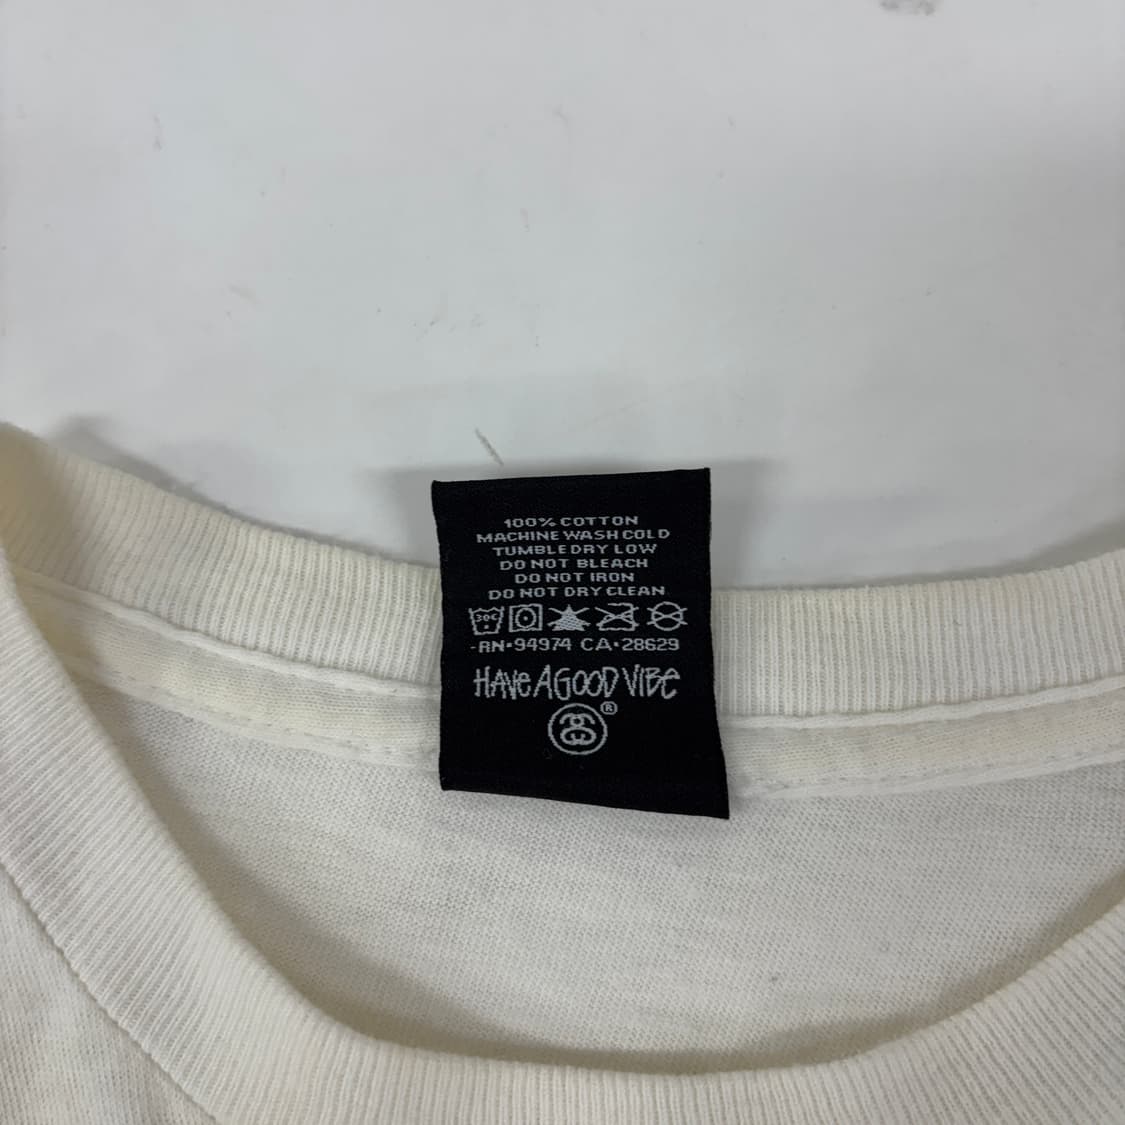 100% COTTON
MACHINE WASH COLD
TUMBLE DRY LOW
DO NOT BLEACH
DO NOT IRON
DO NOT DRY CLEAN
30C
-RN•94974 CA•28629
HAVE A GOOD VIBE
®